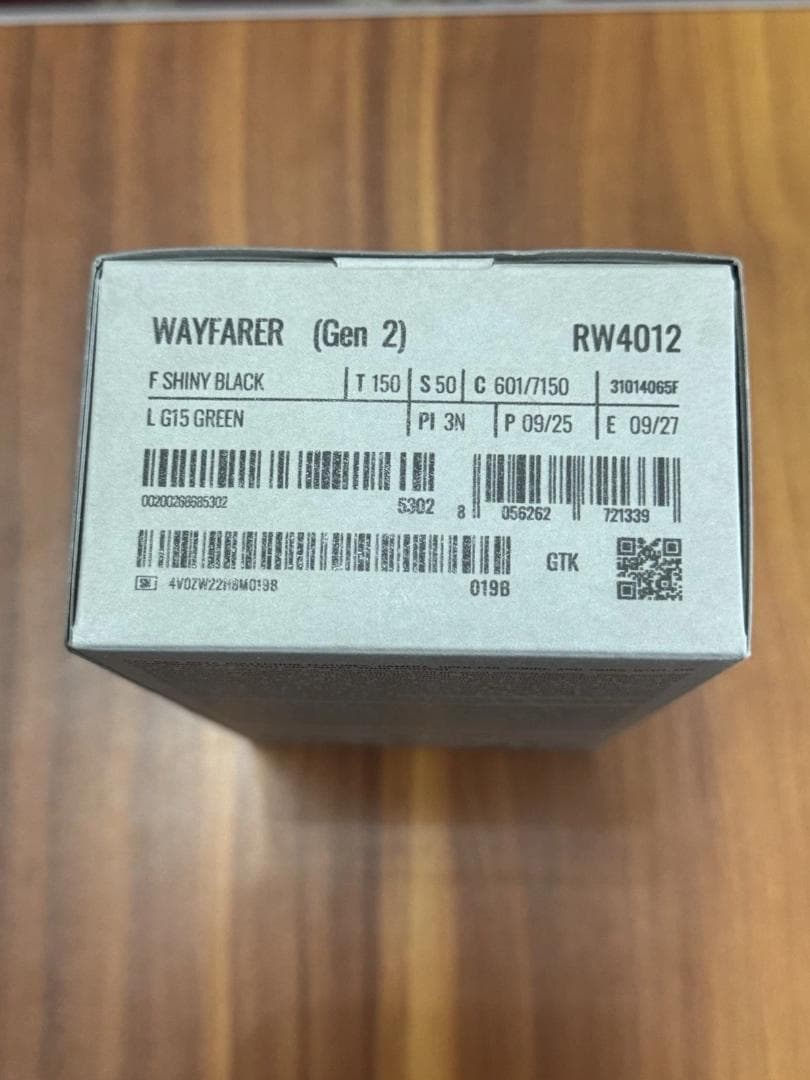 WAYFARER (Gen 2) RW4012
F SHINY BLACK T 150 S 50 C 601/7150 31014065F
L G15 GREEN PI 3N P 09/25 E 09/27
00200268685302 5302 8 056262 721339
SN 4V0ZW22H8M019B 019B GTK